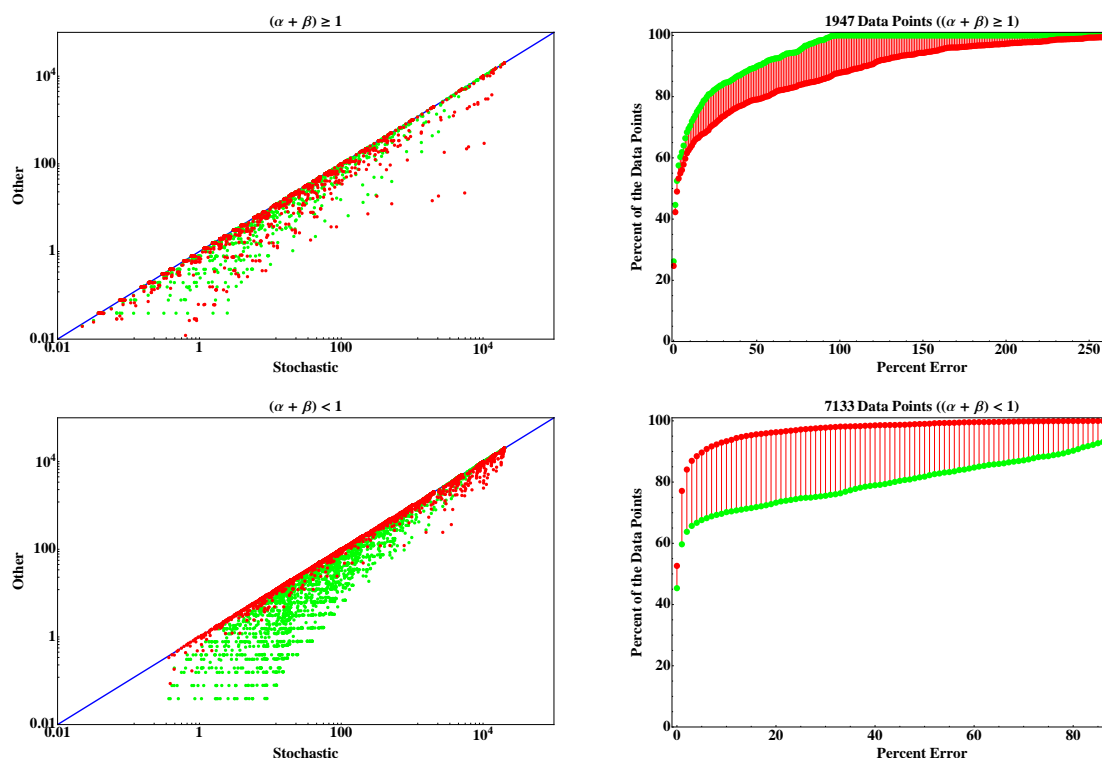 (α + β) ≥ 1
Other
10⁴
100
1
0.01
0.01 1 100 10⁴
Stochastic
1947 Data Points ((α + β) ≥ 1)
Percent of the Data Points
100
80
60
40
20
0
0 50 100 150 200 250
Percent Error
(α + β) < 1
Other
10⁴
100
1
0.01
0.01 1 100 10⁴
Stochastic
7133 Data Points ((α + β) < 1)
Percent of the Data Points
100
80
60
40
20
0
0 20 40 60 80
Percent Error